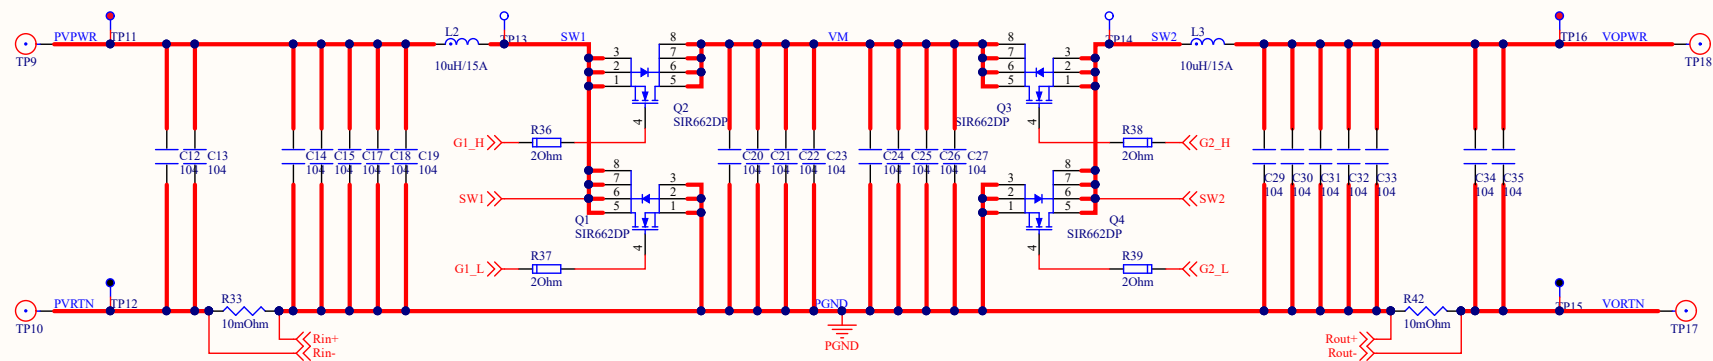 PVPWR
TP11
TP9
L2
10uH/15A
TP13
SW1
3
2
1
8
7
6
5
4
Q2
SIR662DP
VM
8
7
6
5
3
2
1
4
Q3
SIR662DP
TP14
SW2
L3
10uH/15A
TP16
VOPWR
TP18
G1_H
R36
2Ohm
R38
2Ohm
G2_H
C12
104
C13
104
C14
104
C15
104
C17
104
C18
104
C19
104
C20
104
C21
104
C22
104
C23
104
C24
104
C25
104
C26
104
C27
104
C29
104
C30
104
C31
104
C32
104
C33
104
C34
104
C35
104
SW1
8
7
6
5
3
2
1
4
Q1
SIR662DP
3
2
1
8
7
6
5
4
Q4
SIR662DP
SW2
G1_L
R37
2Ohm
R39
2Ohm
G2_L
PVRTN
TP12
TP10
R33
10mOhm
Rin+
Rin-
PGND
PGND
R42
10mOhm
Rout+
Rout-
TP15
VORTN
TP17